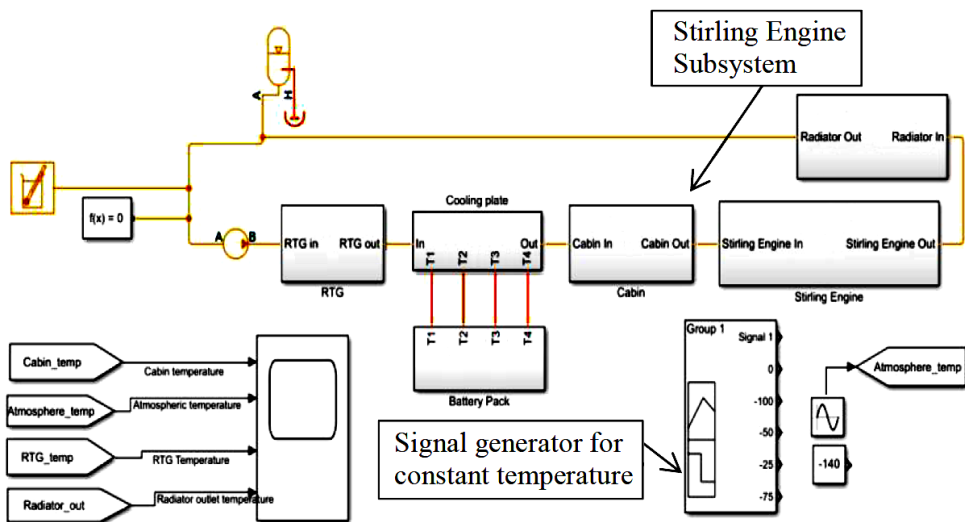 Stirling Engine
Subsystem
A
H
Radiator Out
Radiator In
f(x) = 0
A
B
RTG in
RTG out
RTG
Cooling plate
In
Out
T1
T2
T3
T4
Cabin In
Cabin Out
Cabin
Stirling Engine In
Stirling Engine Out
Stirling Engine
T1
T2
T3
T4
Battery Pack
Cabin_temp
Cabin temperature
Atmosphere_temp
Atmospheric temperature
RTG_temp
RTG Temperature
Radiator_out
Radiator outlet temperature
Signal generator for
constant temperature
Group 1
Signal 1
0
-100
-50
-25
-75
Atmosphere_temp
-140